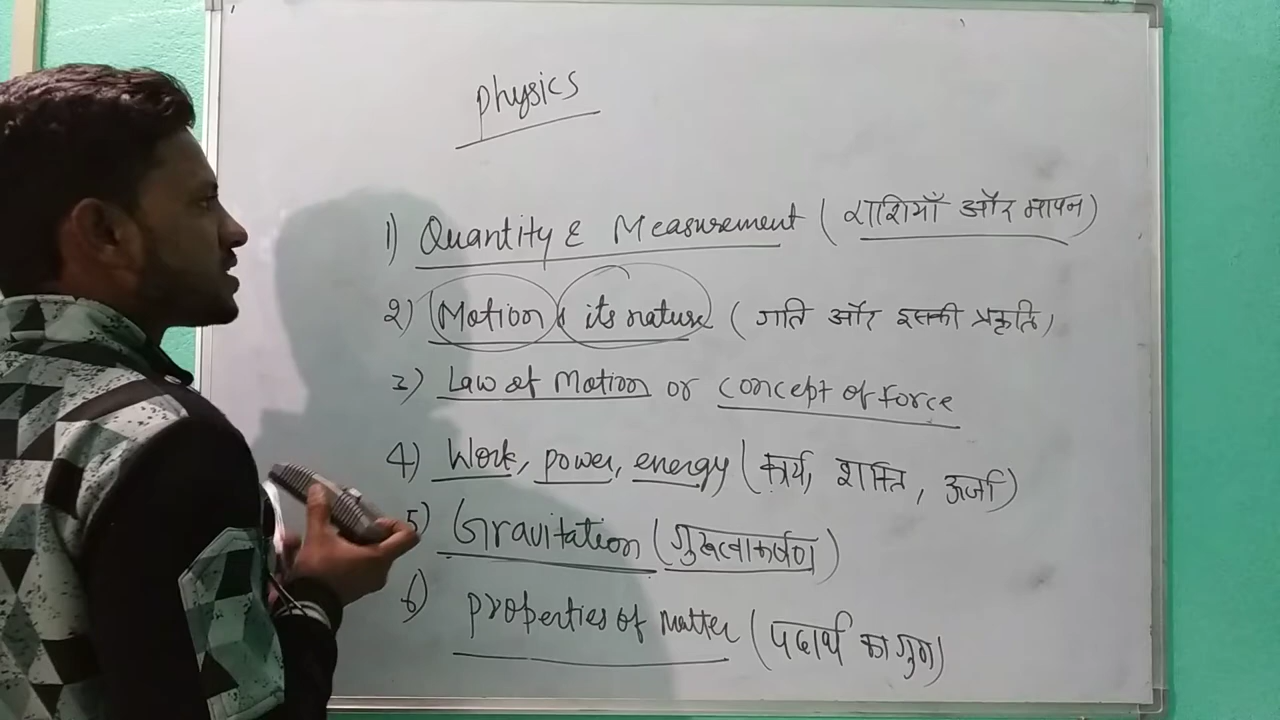 Physics
1) Quantity & Measurement (राशियाँ और मापन)
2) Motion & its nature (गति और इसकी प्रकृति)
3) Law of Motion or concept of Force
4) Work, power, energy (कार्य, शक्ति, ऊर्जा)
5) Gravitation (गुरुत्वाकर्षण)
6) properties of matter (पदार्थ का गुण)